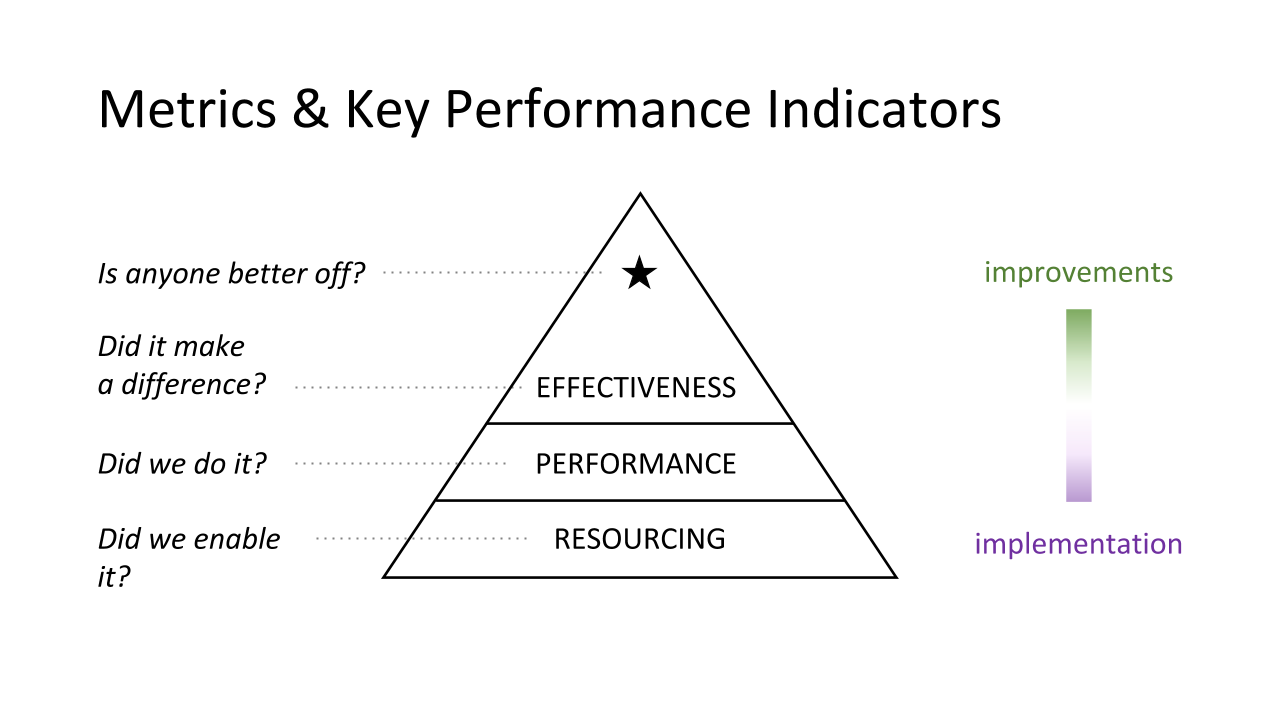 Metrics & Key Performance Indicators
Is anyone better off?
Did it make
a difference?
EFFECTIVENESS
Did we do it?
PERFORMANCE
Did we enable
it?
RESOURCING
improvements
implementation